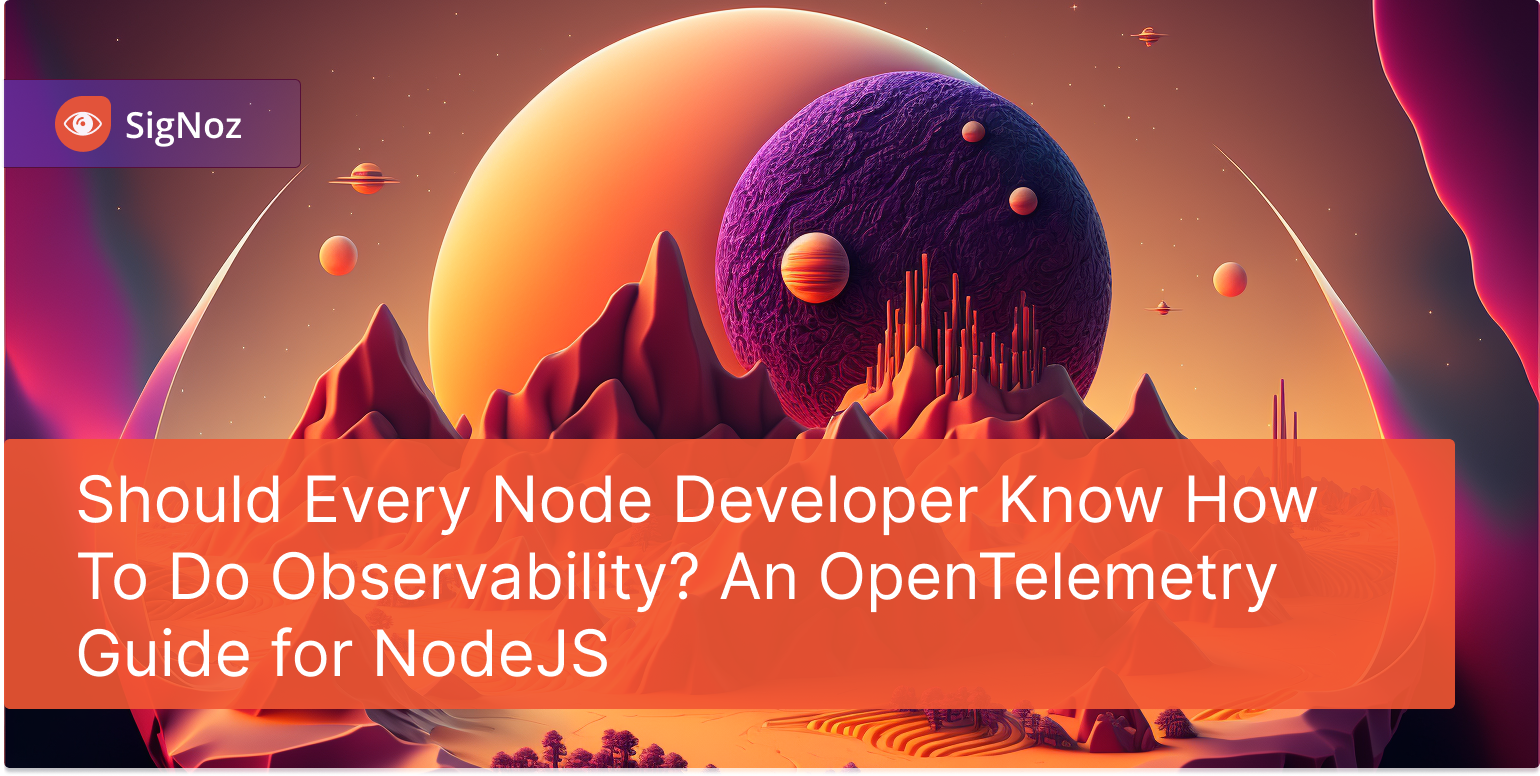 SigNoz
Should Every Node Developer Know How
To Do Observability? An OpenTelemetry
Guide for NodeJS